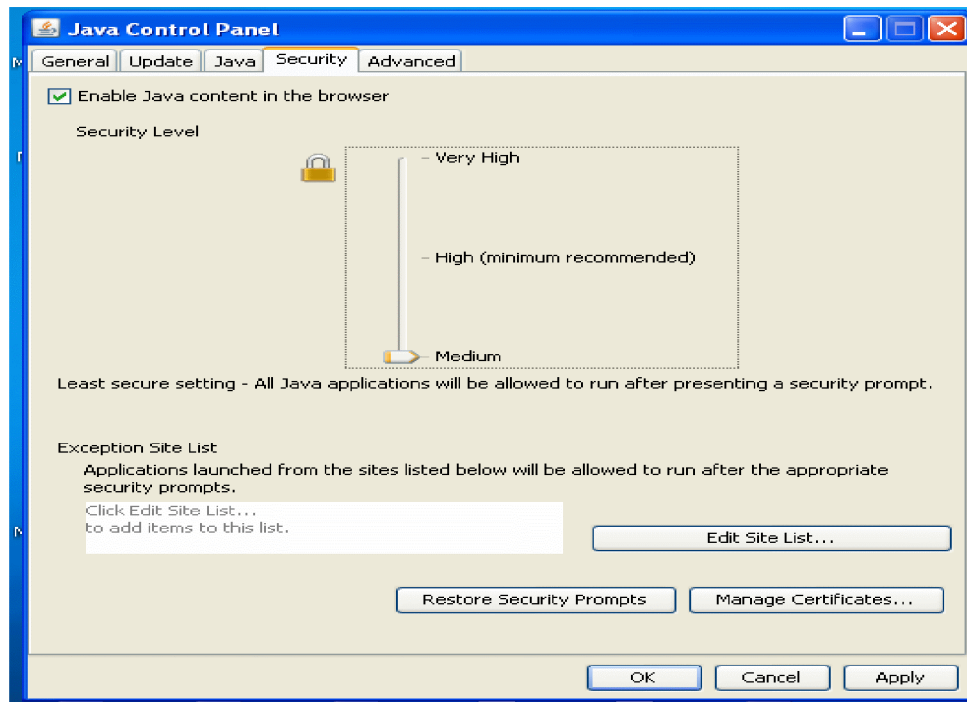 Java Control Panel
General Update Java Security Advanced
Enable Java content in the browser
Security Level
- Very High
- High (minimum recommended)
- Medium
Least secure setting - All Java applications will be allowed to run after presenting a security prompt.
Exception Site List
Applications launched from the sites listed below will be allowed to run after the appropriate
security prompts.
Click Edit Site List...
to add items to this list.
Edit Site List...
Restore Security Prompts Manage Certificates...
OK Cancel Apply